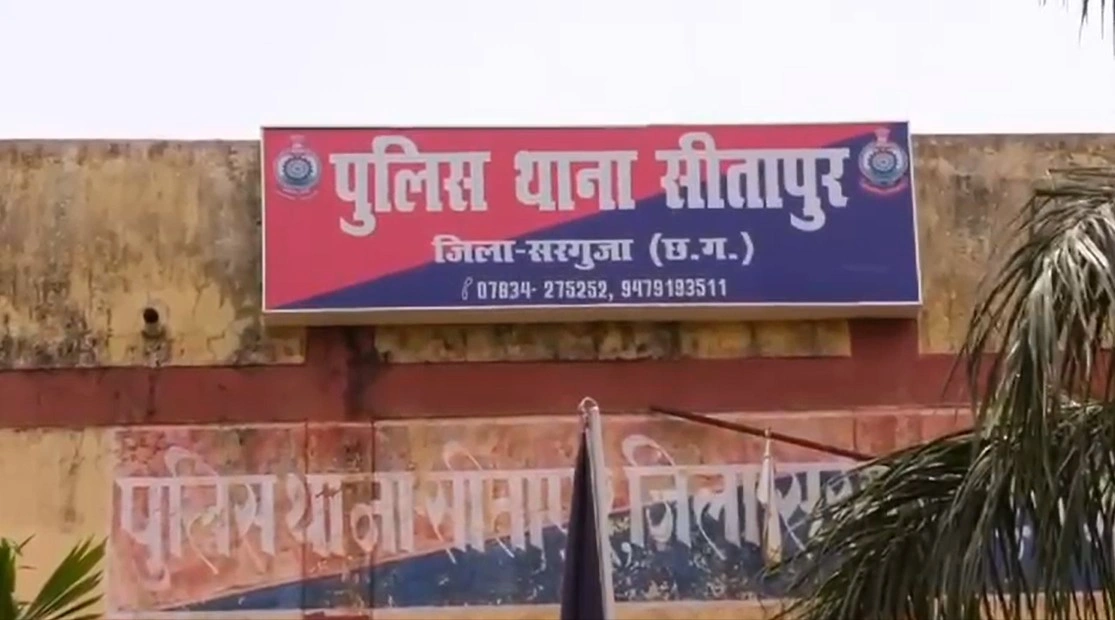 पुलिस थाना सीतापुर
जिला-सरगुजा (छ.ग.)
07834- 275252, 9479193511
पुलिस थाना सीतापुर, जिला